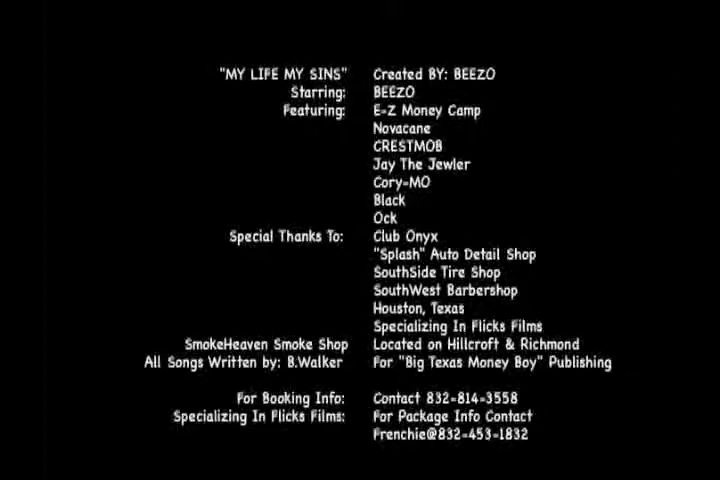 "MY LIFE MY SINS" Created BY: BEEZO
Starring: BEEZO
Featuring: E-Z Money Camp
Novacane
CRESTMOB
Jay The Jewler
Cory-MO
Black
Ock
Special Thanks To: Club Onyx
"Splash" Auto Detail Shop
SouthSide Tire Shop
SouthWest Barbershop
Houston, Texas
Specializing In Flicks Films
SmokeHeaven Smoke Shop Located on Hillcroft & Richmond
All Songs Written by: B.Walker For "Big Texas Money Boy" Publishing
For Booking Info: Contact 832-814-3558
Specializing In Flicks Films: For Package Info Contact
Frenchie@832-453-1832